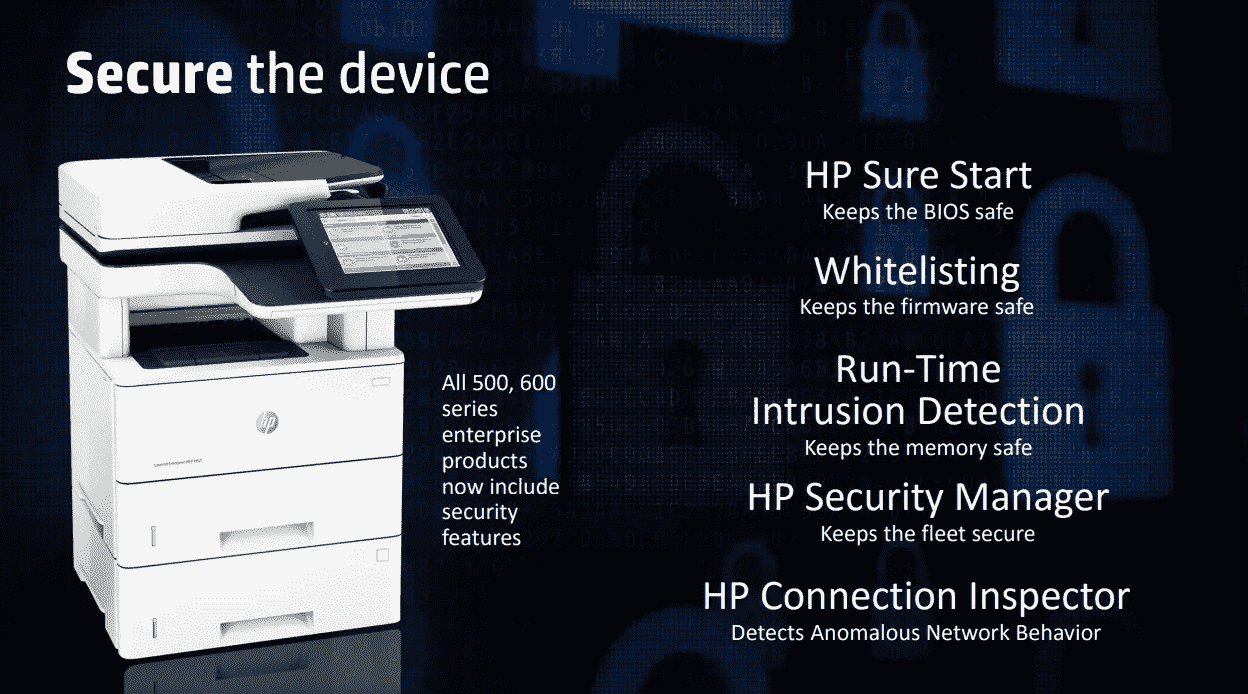 Secure the device
All 500, 600
series
enterprise
products
now include
security
features
hp
HP Sure Start
Keeps the BIOS safe
Whitelisting
Keeps the firmware safe
Run-Time
Intrusion Detection
Keeps the memory safe
HP Security Manager
Keeps the fleet secure
HP Connection Inspector
Detects Anomalous Network Behavior